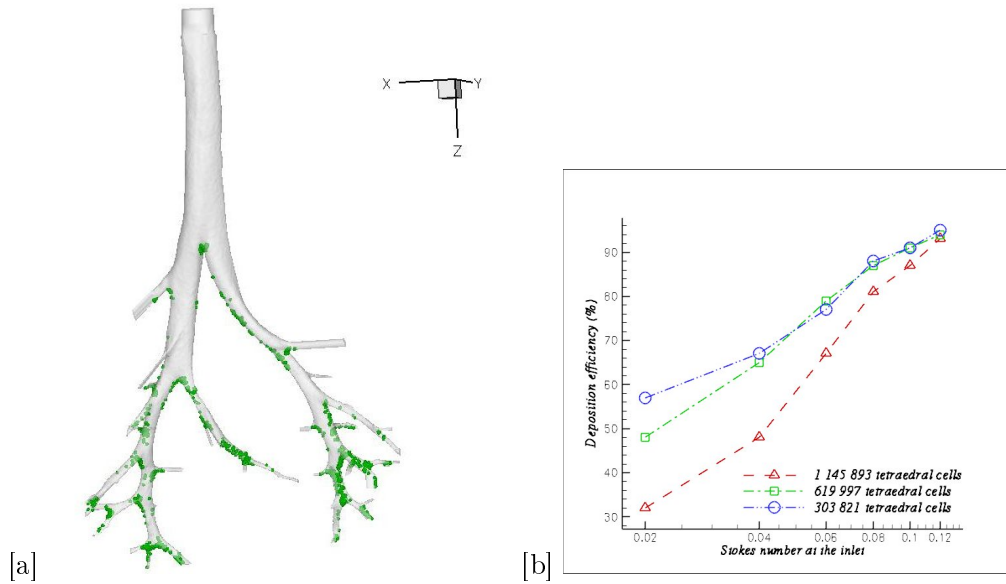 X Y
Z
Deposition efficiency (%)
90
80
70
60
50
40
30
1 145 893 tetraedral cells
619 997 tetraedral cells
303 821 tetraedral cells
0.02 0.04 0.06 0.08 0.1 0.12
Stokes number at the inlet
[a] [b]